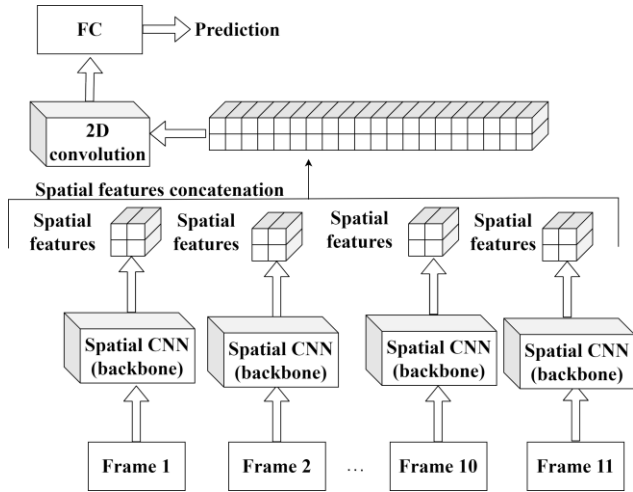 FC
Prediction
2D
convolution
Spatial features concatenation
Spatial
features
Spatial
features
Spatial
features
Spatial
features
Spatial CNN
(backbone)
Spatial CNN
(backbone)
Spatial CNN
(backbone)
Spatial CNN
(backbone)
Frame 1
Frame 2
...
Frame 10
Frame 11